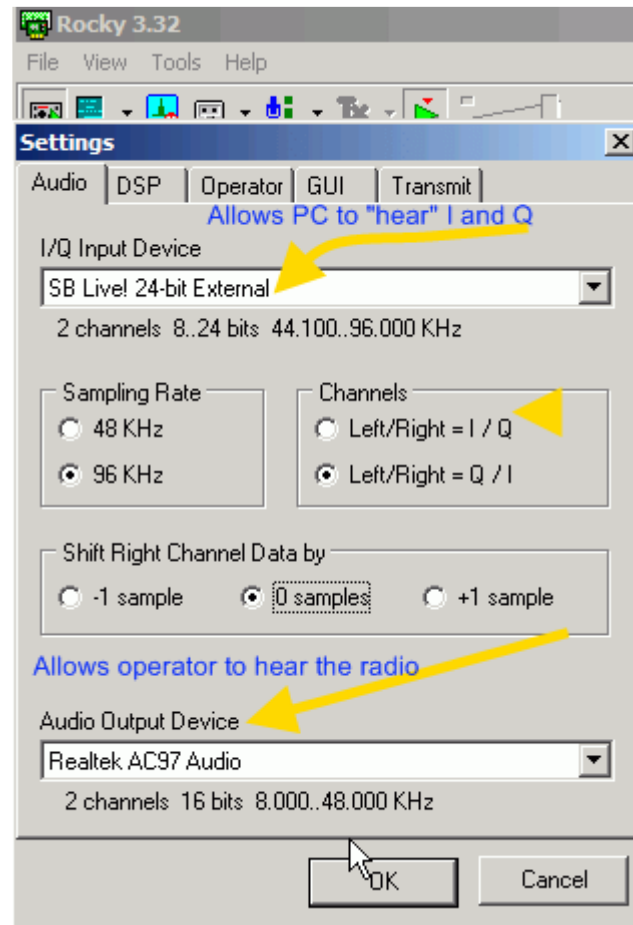 Rocky 3.32
File View Tools Help
Tx
Settings
Audio DSP Operator GUI Transmit
Allows PC to "hear" I and Q
I/Q Input Device
SB Live! 24-bit External
2 channels 8..24 bits 44.100..96.000 KHz
Sampling Rate Channels
48 KHz Left/Right = I / Q
96 KHz Left/Right = Q / I
Shift Right Channel Data by
-1 sample 0 samples +1 sample
Allows operator to hear the radio
Audio Output Device
Realtek AC97 Audio
2 channels 16 bits 8.000..48.000 KHz
OK Cancel